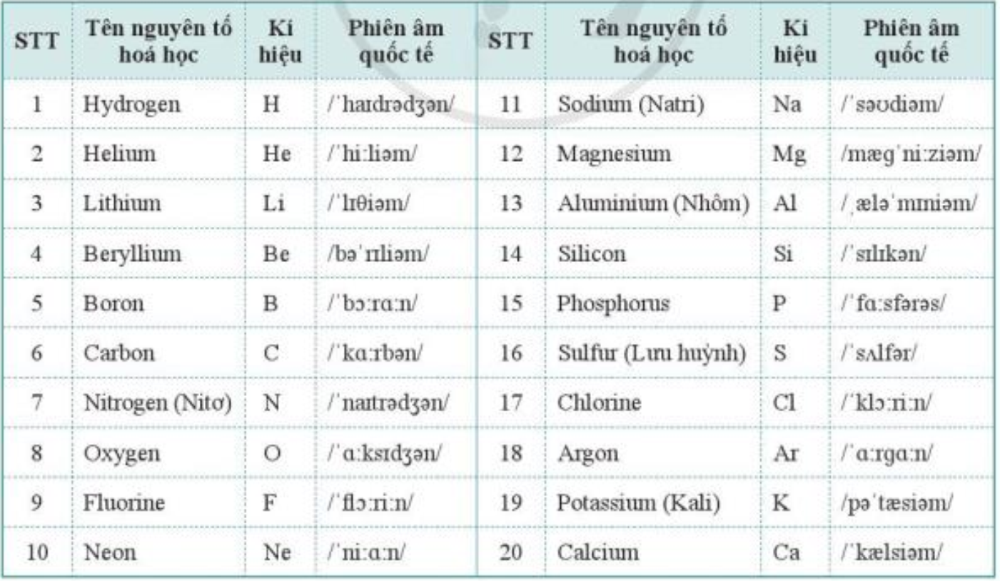 STT Tên nguyên tố hoá học Kí hiệu Phiên âm quốc tế STT Tên nguyên tố hoá học Kí hiệu Phiên âm quốc tế
1 Hydrogen H /ˈhaɪdrədʒən/ 11 Sodium (Natri) Na /ˈsəʊdiəm/
2 Helium He /ˈhiːliəm/ 12 Magnesium Mg /mæɡˈniːziəm/
3 Lithium Li /ˈlɪθiəm/ 13 Aluminium (Nhôm) Al /ˌæləˈmɪniəm/
4 Beryllium Be /bəˈrɪliəm/ 14 Silicon Si /ˈsɪlɪkən/
5 Boron B /ˈbɔːrɑːn/ 15 Phosphorus P /ˈfɑːsfərəs/
6 Carbon C /ˈkɑːrbən/ 16 Sulfur (Lưu huỳnh) S /ˈsʌlfər/
7 Nitrogen (Nitơ) N /ˈnaɪtrədʒən/ 17 Chlorine Cl /ˈklɔːriːn/
8 Oxygen O /ˈɑːksɪdʒən/ 18 Argon Ar /ˈɑːrɡɑːn/
9 Fluorine F /ˈflɔːriːn/ 19 Potassium (Kali) K /pəˈtæsiəm/
10 Neon Ne /ˈniːɑːn/ 20 Calcium Ca /ˈkælsiəm/